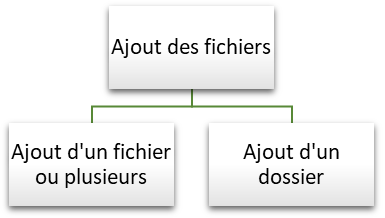 Ajout des fichiers
Ajout d'un fichier
ou plusieurs
Ajout d'un
dossier